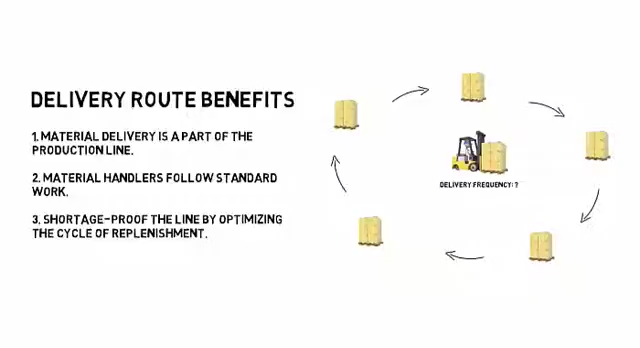 DELIVERY ROUTE BENEFITS
1. MATERIAL DELIVERY IS A PART OF THE
PRODUCTION LINE.
2. MATERIAL HANDLERS FOLLOW STANDARD
WORK.
3. SHORTAGE-PROOF THE LINE BY OPTIMIZING
THE CYCLE OF REPLENISHMENT.
DELIVERY FREQUENCY: ?